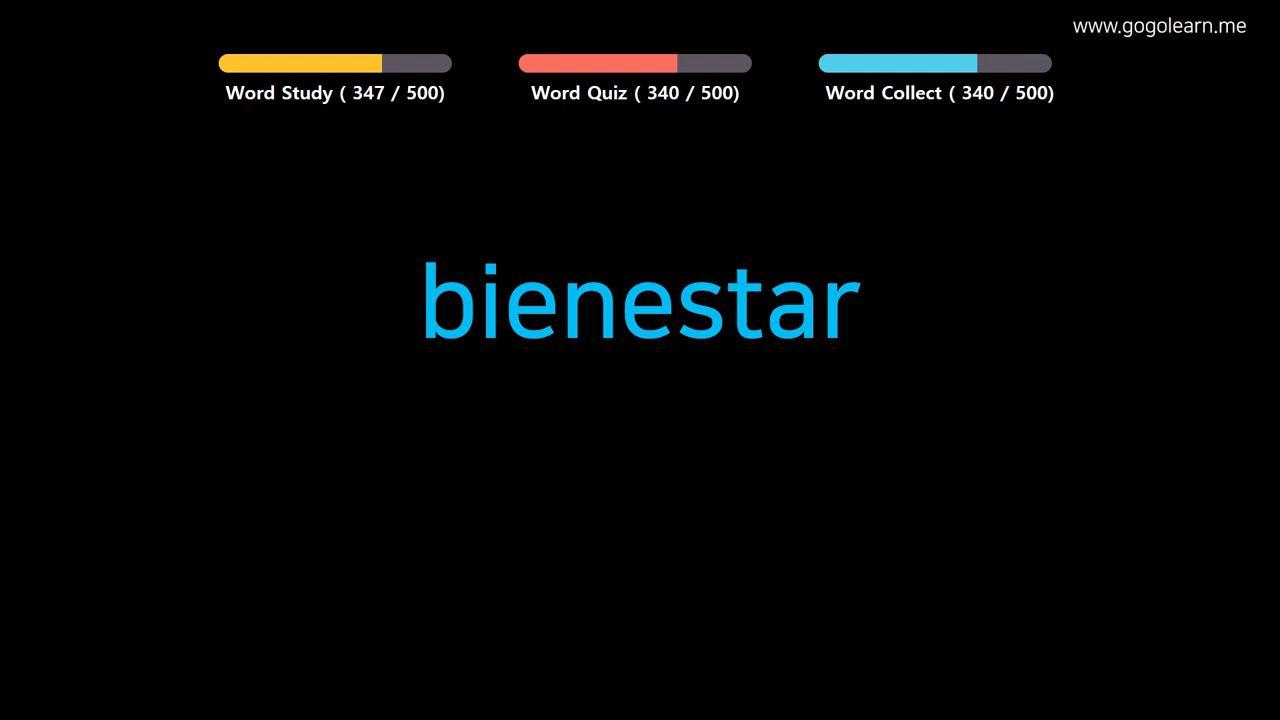 www.gogolearn.me
Word Study ( 347 / 500)
Word Quiz ( 340 / 500)
Word Collect ( 340 / 500)
bienestar